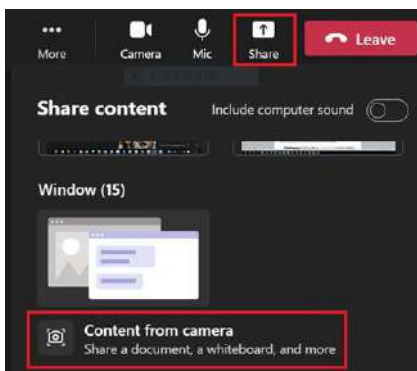 More Camera Mic Share Leave
Share content Include computer sound
Window (15)
Content from camera
Share a document, a whiteboard, and more